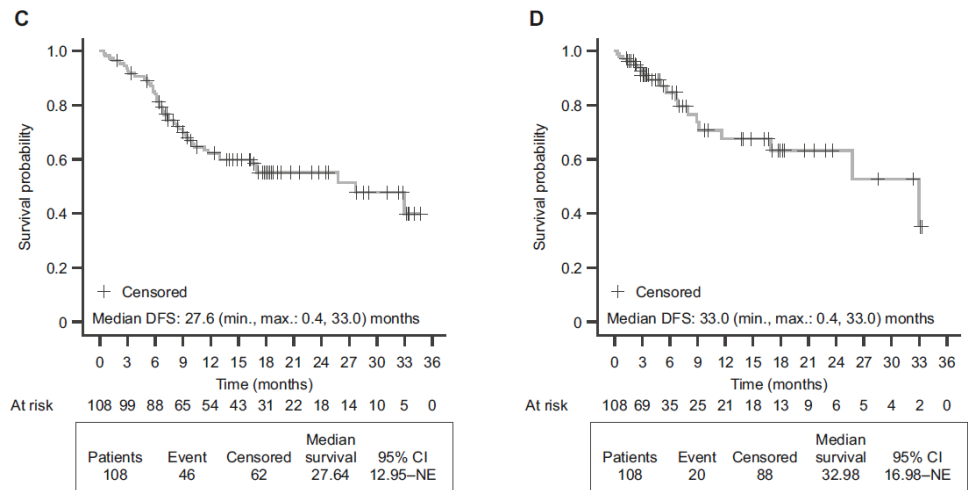 C
1.0
0.8
0.6
0.4
0.2
0
Survival probability
Censored
Median DFS: 27.6 (min., max.: 0.4, 33.0) months
0 3 6 9 12 15 18 21 24 27 30 33 36
Time (months)
At risk 108 99 88 65 54 43 31 22 18 14 10 5 0
Median
Patients Event Censored survival 95% CI
108 46 62 27.64 12.95–NE
D
1.0
0.8
0.6
0.4
0.2
0
Survival probability
Censored
Median DFS: 33.0 (min., max.: 0.4, 33.0) months
0 3 6 9 12 15 18 21 24 27 30 33 36
Time (months)
At risk 108 69 35 25 21 18 13 9 6 5 4 2 0
Median
Patients Event Censored survival 95% CI
108 20 88 32.98 16.98–NE